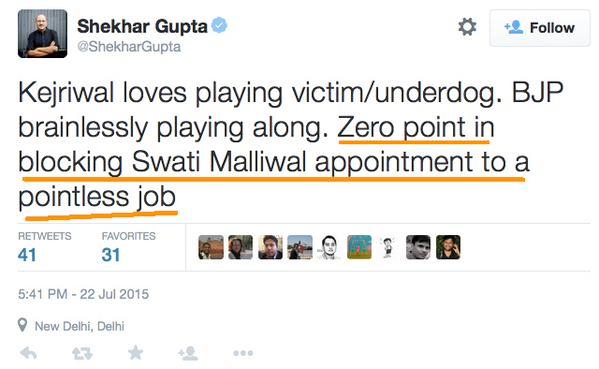 Shekhar Gupta
@ShekharGupta
Follow
Kejriwal loves playing victim/underdog. BJP
brainlessly playing along. Zero point in
blocking Swati Malliwal appointment to a
pointless job
RETWEETS FAVORITES
41 31
5:41 PM - 22 Jul 2015
New Delhi, Delhi